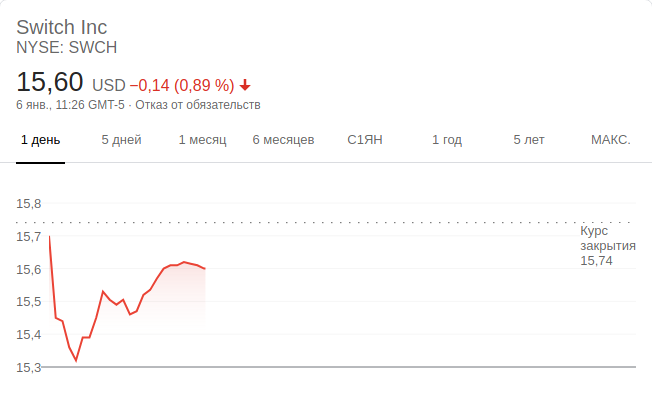 Switch Inc
NYSE: SWCH
15,60 USD −0,14 (0,89 %)
6 янв., 11:26 GMT-5 · Отказ от обязательств
1 день 5 дней 1 месяц 6 месяцев С1ЯН 1 год 5 лет МАКС.
15,8
15,7
15,6
15,5
15,4
15,3
Курс
закрытия
15,74